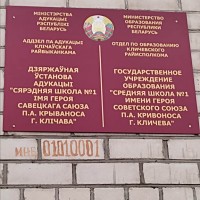 МІНІСТЭРСТВА
АДУКАЦЫІ
РЭСПУБЛІКІ
БЕЛАРУСЬ
АДДЗЕЛ ПА АДУКАЦЫІ
КЛІЧАЎСКАГА
РАЙВЫКАНКАМА
ДЗЯРЖАЎНАЯ
ЎСТАНОВА
АДУКАЦЫІ
"СЯРЭДНЯЯ ШКОЛА №1
ІМЯ ГЕРОЯ
САВЕЦКАГА САЮЗА
П.А. КРЫВАНОСА
Г. КЛІЧАВА"
МИНИСТЕРСТВО
ОБРАЗОВАНИЯ
РЕСПУБЛИКИ
БЕЛАРУСЬ
ОТДЕЛ ПО ОБРАЗОВАНИЮ
КЛИЧЕВСКОГО
РАЙИСПОЛКОМА
ГОСУДАРСТВЕННОЕ
УЧРЕЖДЕНИЕ
ОБРАЗОВАНИЯ
"СРЕДНЯЯ ШКОЛА №1
ИМЕНИ ГЕРОЯ
СОВЕТСКОГО СОЮЗА
П.А. КРИВОНОСА
Г. КЛИЧЕВА"
01010001